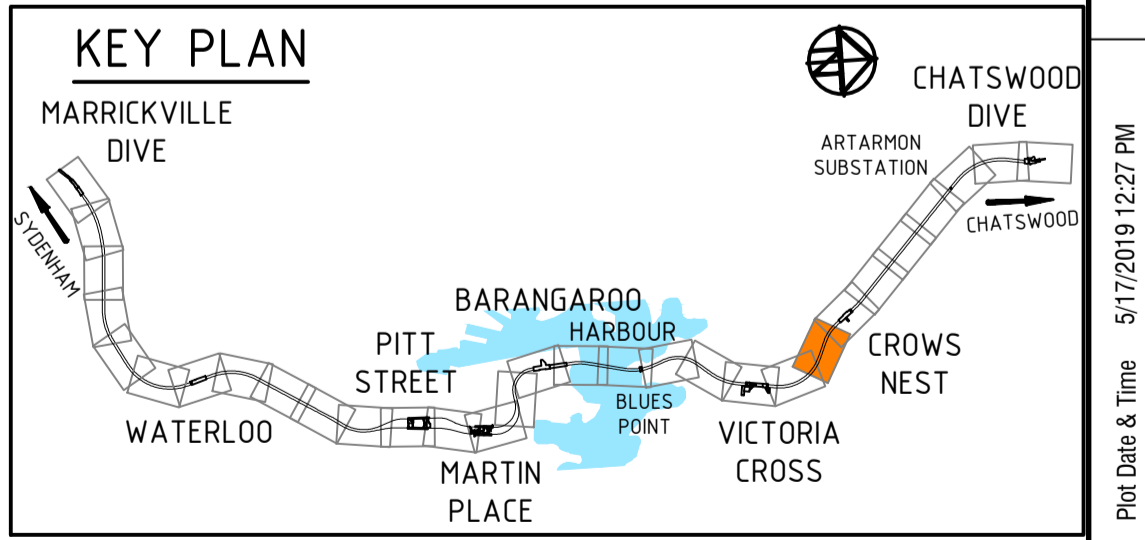 KEY PLAN
MARRICKVILLE
DIVE
SYDENHAM
WATERLOO
PITT
STREET
MARTIN
PLACE
BARANGAROO
HARBOUR
BLUES
POINT
VICTORIA
CROSS
CROWS
NEST
ARTARMON
SUBSTATION
CHATSWOOD
DIVE
CHATSWOOD
Plot Date & Time 5/17/2019 12:27 PM